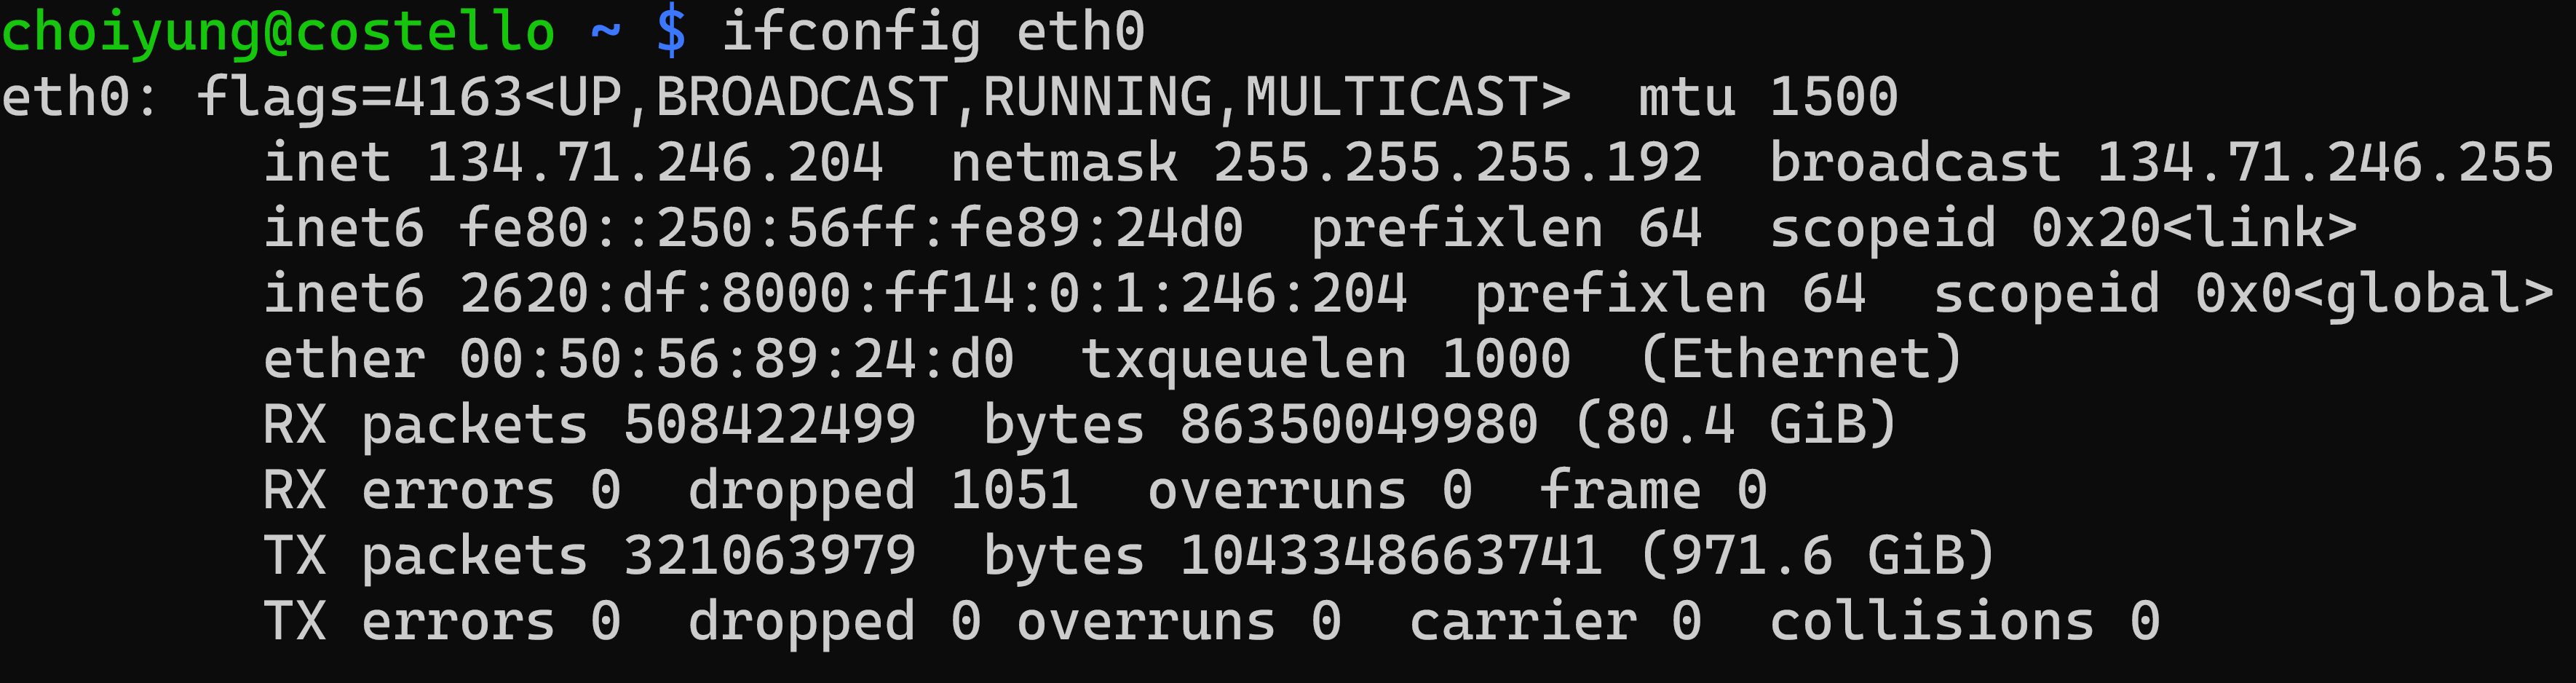 choiyung@costello ~ $ ifconfig eth0
eth0: flags=4163<UP,BROADCAST,RUNNING,MULTICAST>  mtu 1500
        inet 134.71.246.204  netmask 255.255.255.192  broadcast 134.71.246.255
        inet6 fe80::250:56ff:fe89:24d0  prefixlen 64  scopeid 0x20<link>
        inet6 2620:df:8000:ff14:0:1:246:204  prefixlen 64  scopeid 0x0<global>
        ether 00:50:56:89:24:d0  txqueuelen 1000  (Ethernet)
        RX packets 508422499  bytes 86350049980 (80.4 GiB)
        RX errors 0  dropped 1051  overruns 0  frame 0
        TX packets 321063979  bytes 1043348663741 (971.6 GiB)
        TX errors 0  dropped 0 overruns 0  carrier 0  collisions 0